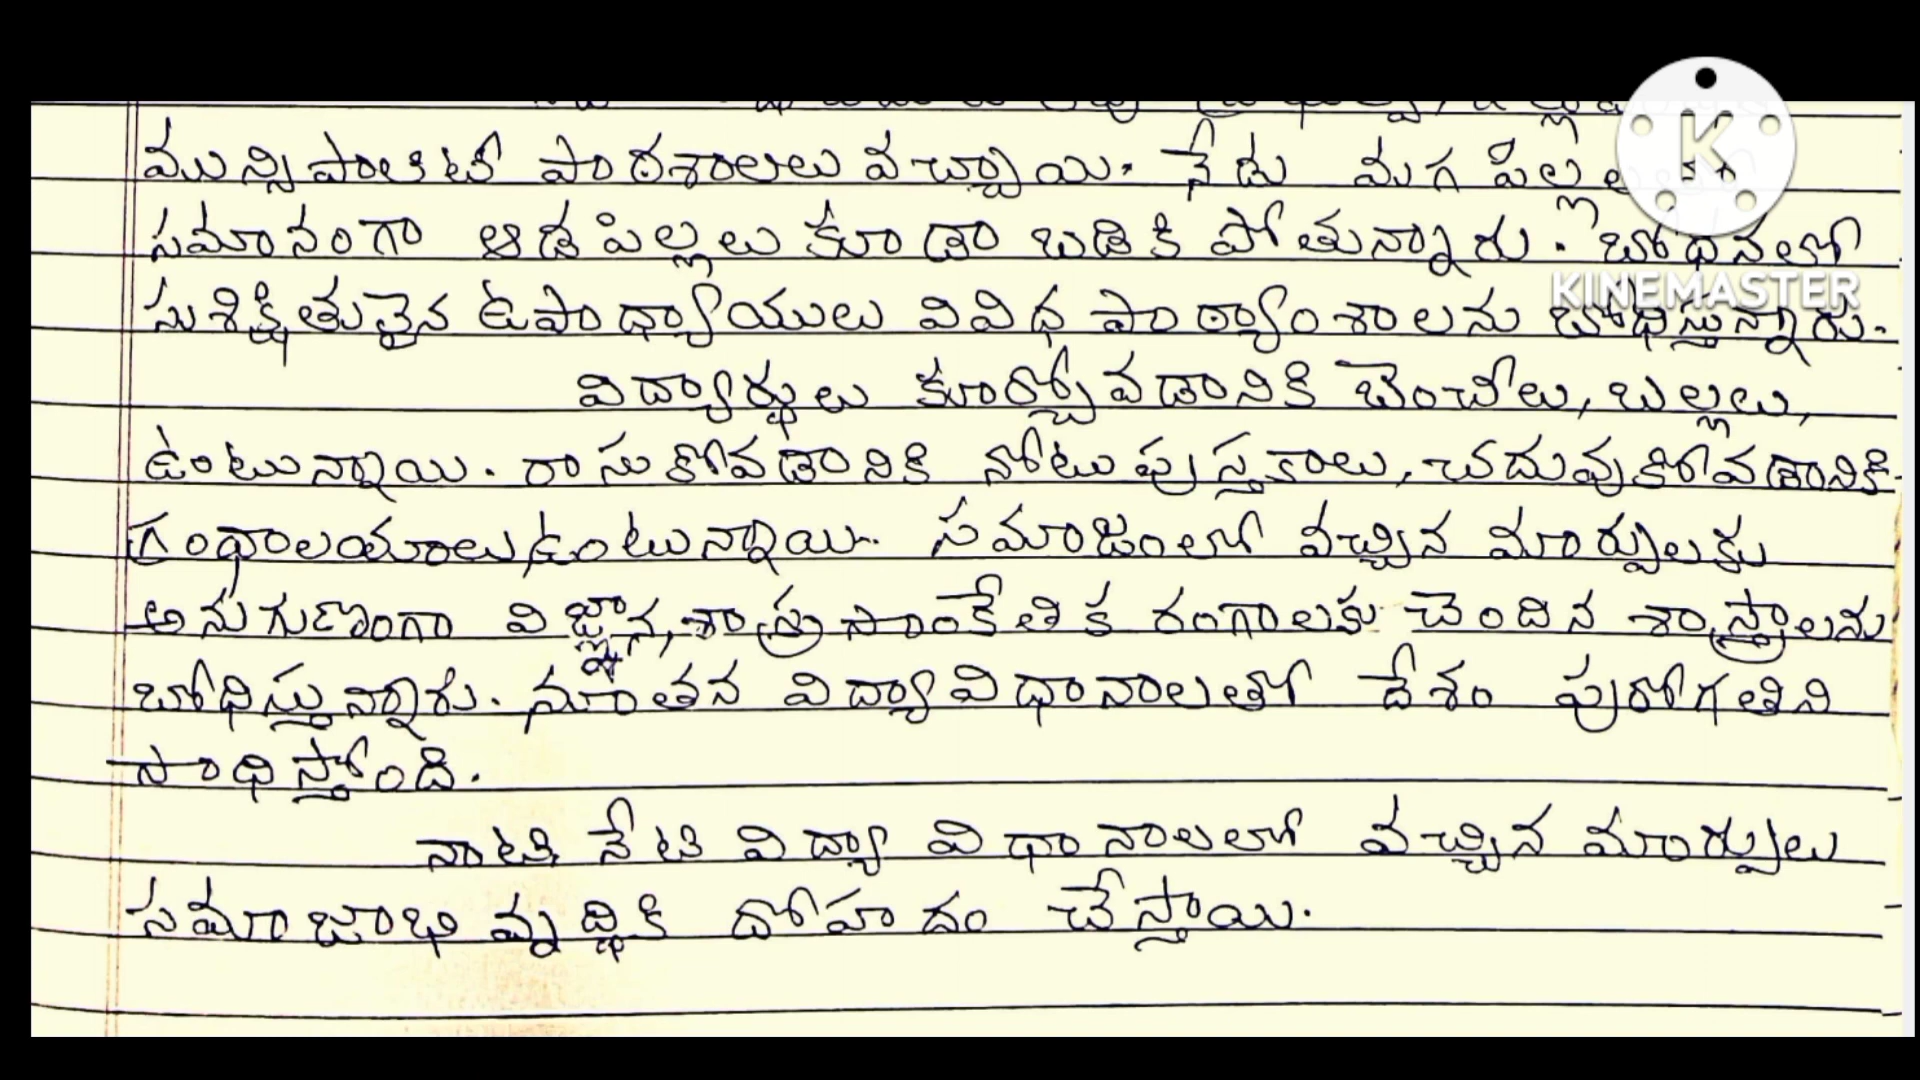 మున్సిపాలిటీ పాఠశాలలు వచ్చాయి. నేడు మగ పిల్లలతో
సమానంగా ఆడపిల్లలు కూడా బడికి పోతున్నారు. బోధనలో
సుశిక్షితులైన ఉపాధ్యాయులు వివిధ పాఠ్యాంశాలను బోధిస్తున్నారు.
విద్యార్థులు కూర్చోవడానికి బెంచీలు, బల్లలు,
ఉంటున్నాయి. రాసుకోవడానికి నోటుపుస్తకాలు, చదువుకోవడానికి
గ్రంథాలయాలు ఉంటున్నాయి. సమాజంలో వచ్చిన మార్పులకు
అనుగుణంగా విజ్ఞాన, శాస్త్ర సాంకేతిక రంగాలకు చెందిన శాస్త్రాలను
బోధిస్తున్నారు. నూతన విద్యావిధానాలతో దేశం పురోగతిని
సాధిస్తోంది.
నాటి నేటి విద్యా విధానాలలో వచ్చిన మార్పులు
సమాజాభివృద్ధికి దోహదం చేస్తాయి.
KINEMASTER